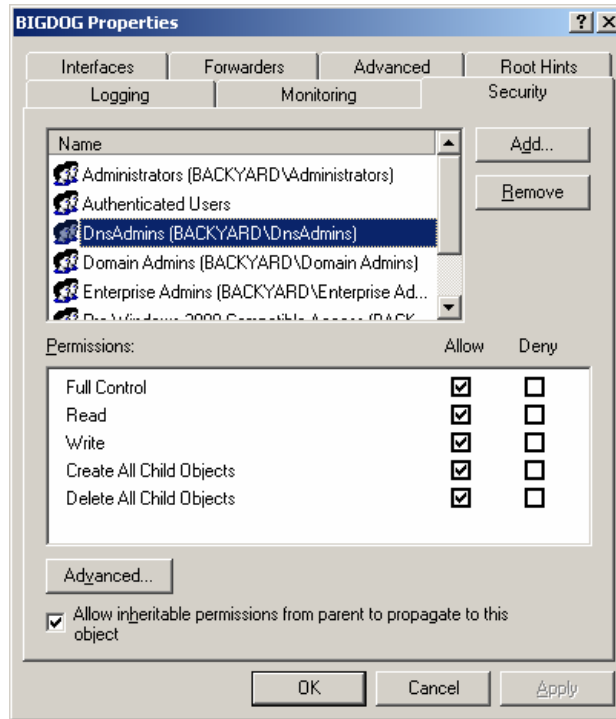 BIGDOG Properties
Interfaces
Forwarders
Advanced
Root Hints
Logging
Monitoring
Security
Name
Administrators (BACKYARD\Administrators)
Authenticated Users
DnsAdmins (BACKYARD\DnsAdmins)
Domain Admins (BACKYARD\Domain Admins)
Enterprise Admins (BACKYARD\Enterprise Ad...
Add...
Remove
Permissions:
Allow
Deny
Full Control
Read
Write
Create All Child Objects
Delete All Child Objects
Advanced...
Allow inheritable permissions from parent to propagate to this
object
OK
Cancel
Apply